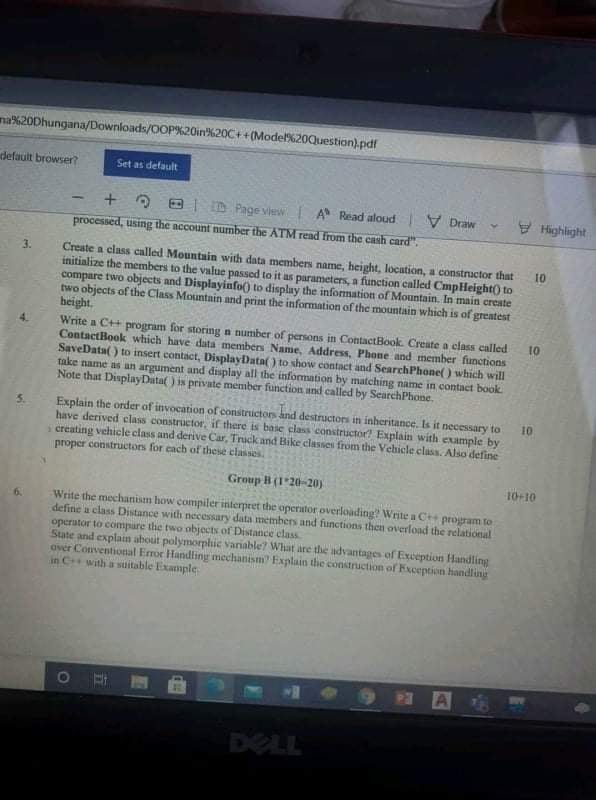 na%20Dhungana/Downloads/OOP%20in%20C++(Model%20Question).pdf
default browser?
Set as default
Page view
Read aloud
Draw
Highlight
processed, using the account number the ATM read from the cash card".
3. Create a class called Mountain with data members name, height, location, a constructor that 10
initialize the members to the value passed to it as parameters, a function called CmpHeight() to
compare two objects and Displayinfo() to display the information of Mountain. In main create
two objects of the Class Mountain and print the information of the mountain which is of greatest
height.
4. Write a C++ program for storing n number of persons in ContactBook. Create a class called 10
ContactBook which have data members Name, Address, Phone and member functions
SaveData( ) to insert contact, DisplayData( ) to show contact and SearchPhone( ) which will
take name as an argument and display all the information by matching name in contact book.
Note that DisplayData( ) is private member function and called by SearchPhone.
5. Explain the order of invocation of constructors and destructors in inheritance. Is it necessary to 10
have derived class constructor, if there is base class constructor? Explain with example by
creating vehicle class and derive Car, Truck and Bike classes from the Vehicle class. Also define
proper constructors for each of these classes.
Group B (1*20=20)
6. Write the mechanism how compiler interpret the operator overloading? Write a C++ program to 10+10
define a class Distance with necessary data members and functions then overload the relational
operator to compare the two objects of Distance class.
State and explain about polymorphic variable? What are the advantages of Exception Handling
over Conventional Error Handling mechanism? Explain the construction of Exception handling
in C++ with a suitable Example.
DELL